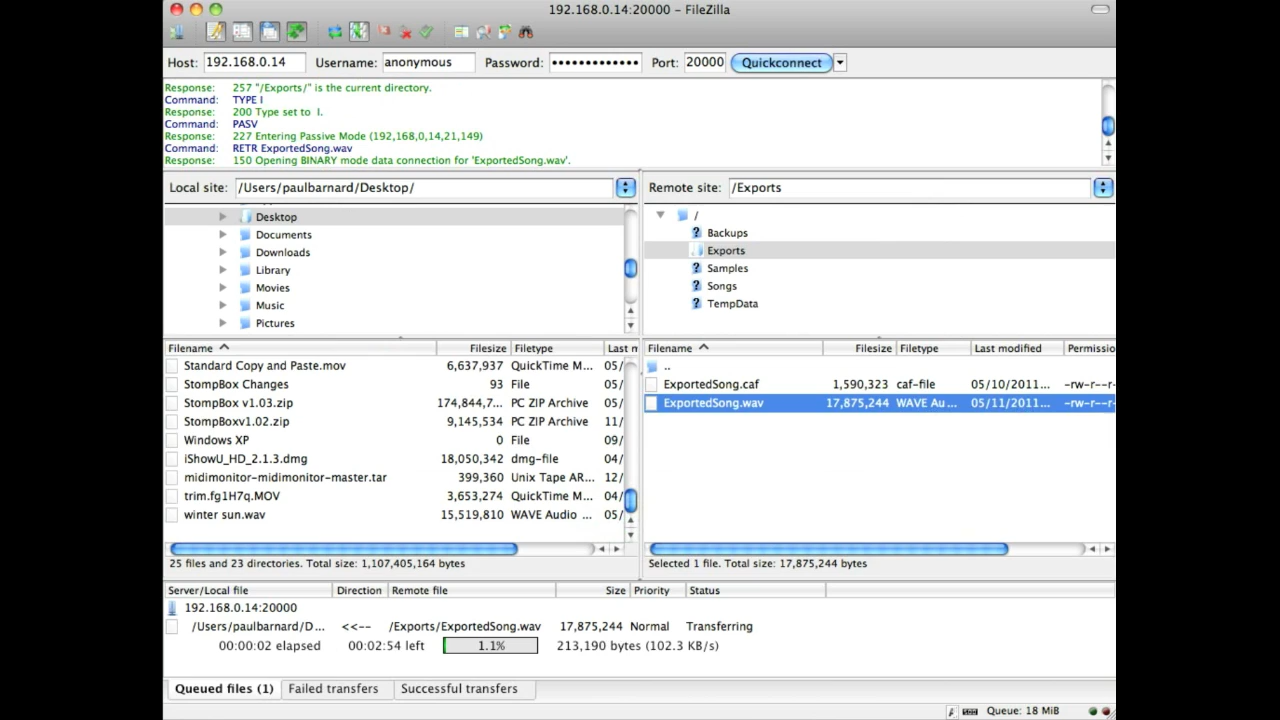 192.168.0.14:20000 – FileZilla
Host: 192.168.0.14 Username: anonymous Password: ••••••••••••• Port: 20000 Quickconnect
Response: 257 "/Exports/" is the current directory.
Command: TYPE I
Response: 200 Type set to I.
Command: PASV
Response: 227 Entering Passive Mode (192,168,0,14,21,149)
Command: RETR ExportedSong.wav
Response: 150 Opening BINARY mode data connection for 'ExportedSong.wav'.
Local site: /Users/paulbarnard/Desktop/
Desktop
Documents
Downloads
Library
Movies
Music
Pictures
Remote site: /Exports
/
Backups
Exports
Samples
Songs
TempData
Filename Filesize Filetype Last m
Standard Copy and Paste.mov 6,637,937 QuickTime M... 05/
StompBox Changes 93 File 05/
StompBox v1.03.zip 174,844,7... PC ZIP Archive 05/
StompBoxv1.02.zip 9,145,534 PC ZIP Archive 11/
Windows XP 0 File 09/
iShowU_HD_2.1.3.dmg 18,050,342 dmg-file 04/
midimonitor-midimonitor-master.tar 399,360 Unix Tape AR... 12/
trim.fg1H7q.MOV 3,653,274 QuickTime M... 04/
winter sun.wav 15,519,810 WAVE Audio ... 05/
25 files and 23 directories. Total size: 1,107,405,164 bytes
Filename Filesize Filetype Last modified Permissio
..
ExportedSong.caf 1,590,323 caf-file 05/10/2011... -rw-r--r-
ExportedSong.wav 17,875,244 WAVE Au... 05/11/2011... -rw-r--r-
Selected 1 file. Total size: 17,875,244 bytes
Server/Local file Direction Remote file Size Priority Status
192.168.0.14:20000
/Users/paulbarnard/D... <<-- /Exports/ExportedSong.wav 17,875,244 Normal Transferring
00:00:02 elapsed 00:02:54 left 1.1% 213,190 bytes (102.3 KB/s)
Queued files (1) Failed transfers Successful transfers
Queue: 18 MiB